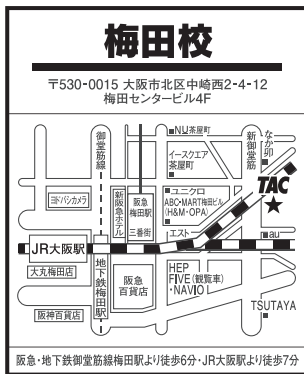 梅田校
〒530-0015 大阪市北区中崎西2-4-12
梅田センタービル4F
御堂筋線
NU茶屋町
イースクエア
茶屋町
新御堂筋
なか卯
ヨドバシカメラ
新阪急ホテル
阪急
梅田駅
三番街
ユニクロ
ABC-MART梅田ビル
(H&M・OPA)
TAC
★
エスト
au
JR大阪駅
大丸梅田店
地下鉄梅田駅
阪急
百貨店
HEP
FIVE(観覧車)
・NAVIO
阪神百貨店
TSUTAYA
阪急・地下鉄御堂筋線梅田駅より徒歩6分・JR大阪駅より徒歩7分